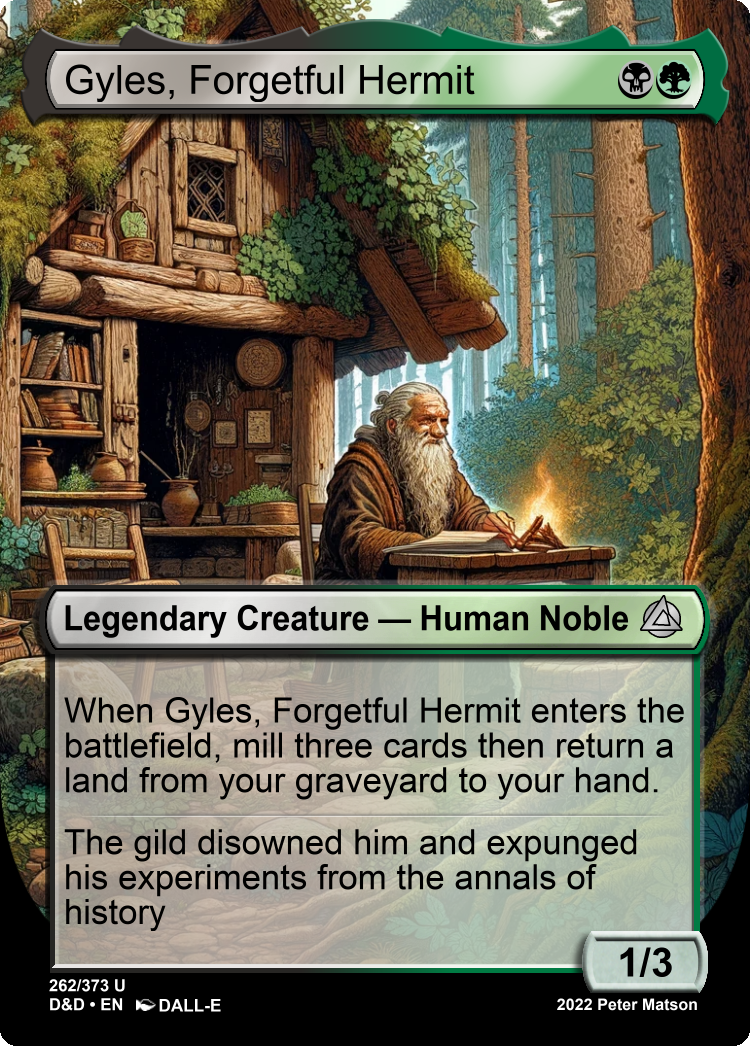 Gyles, Forgetful Hermit
Legendary Creature — Human Noble
When Gyles, Forgetful Hermit enters the
battlefield, mill three cards then return a
land from your graveyard to your hand.
The gild disowned him and expunged
his experiments from the annals of
history
1/3
262/373 U
D&D • EN DALL-E
2022 Peter Matson